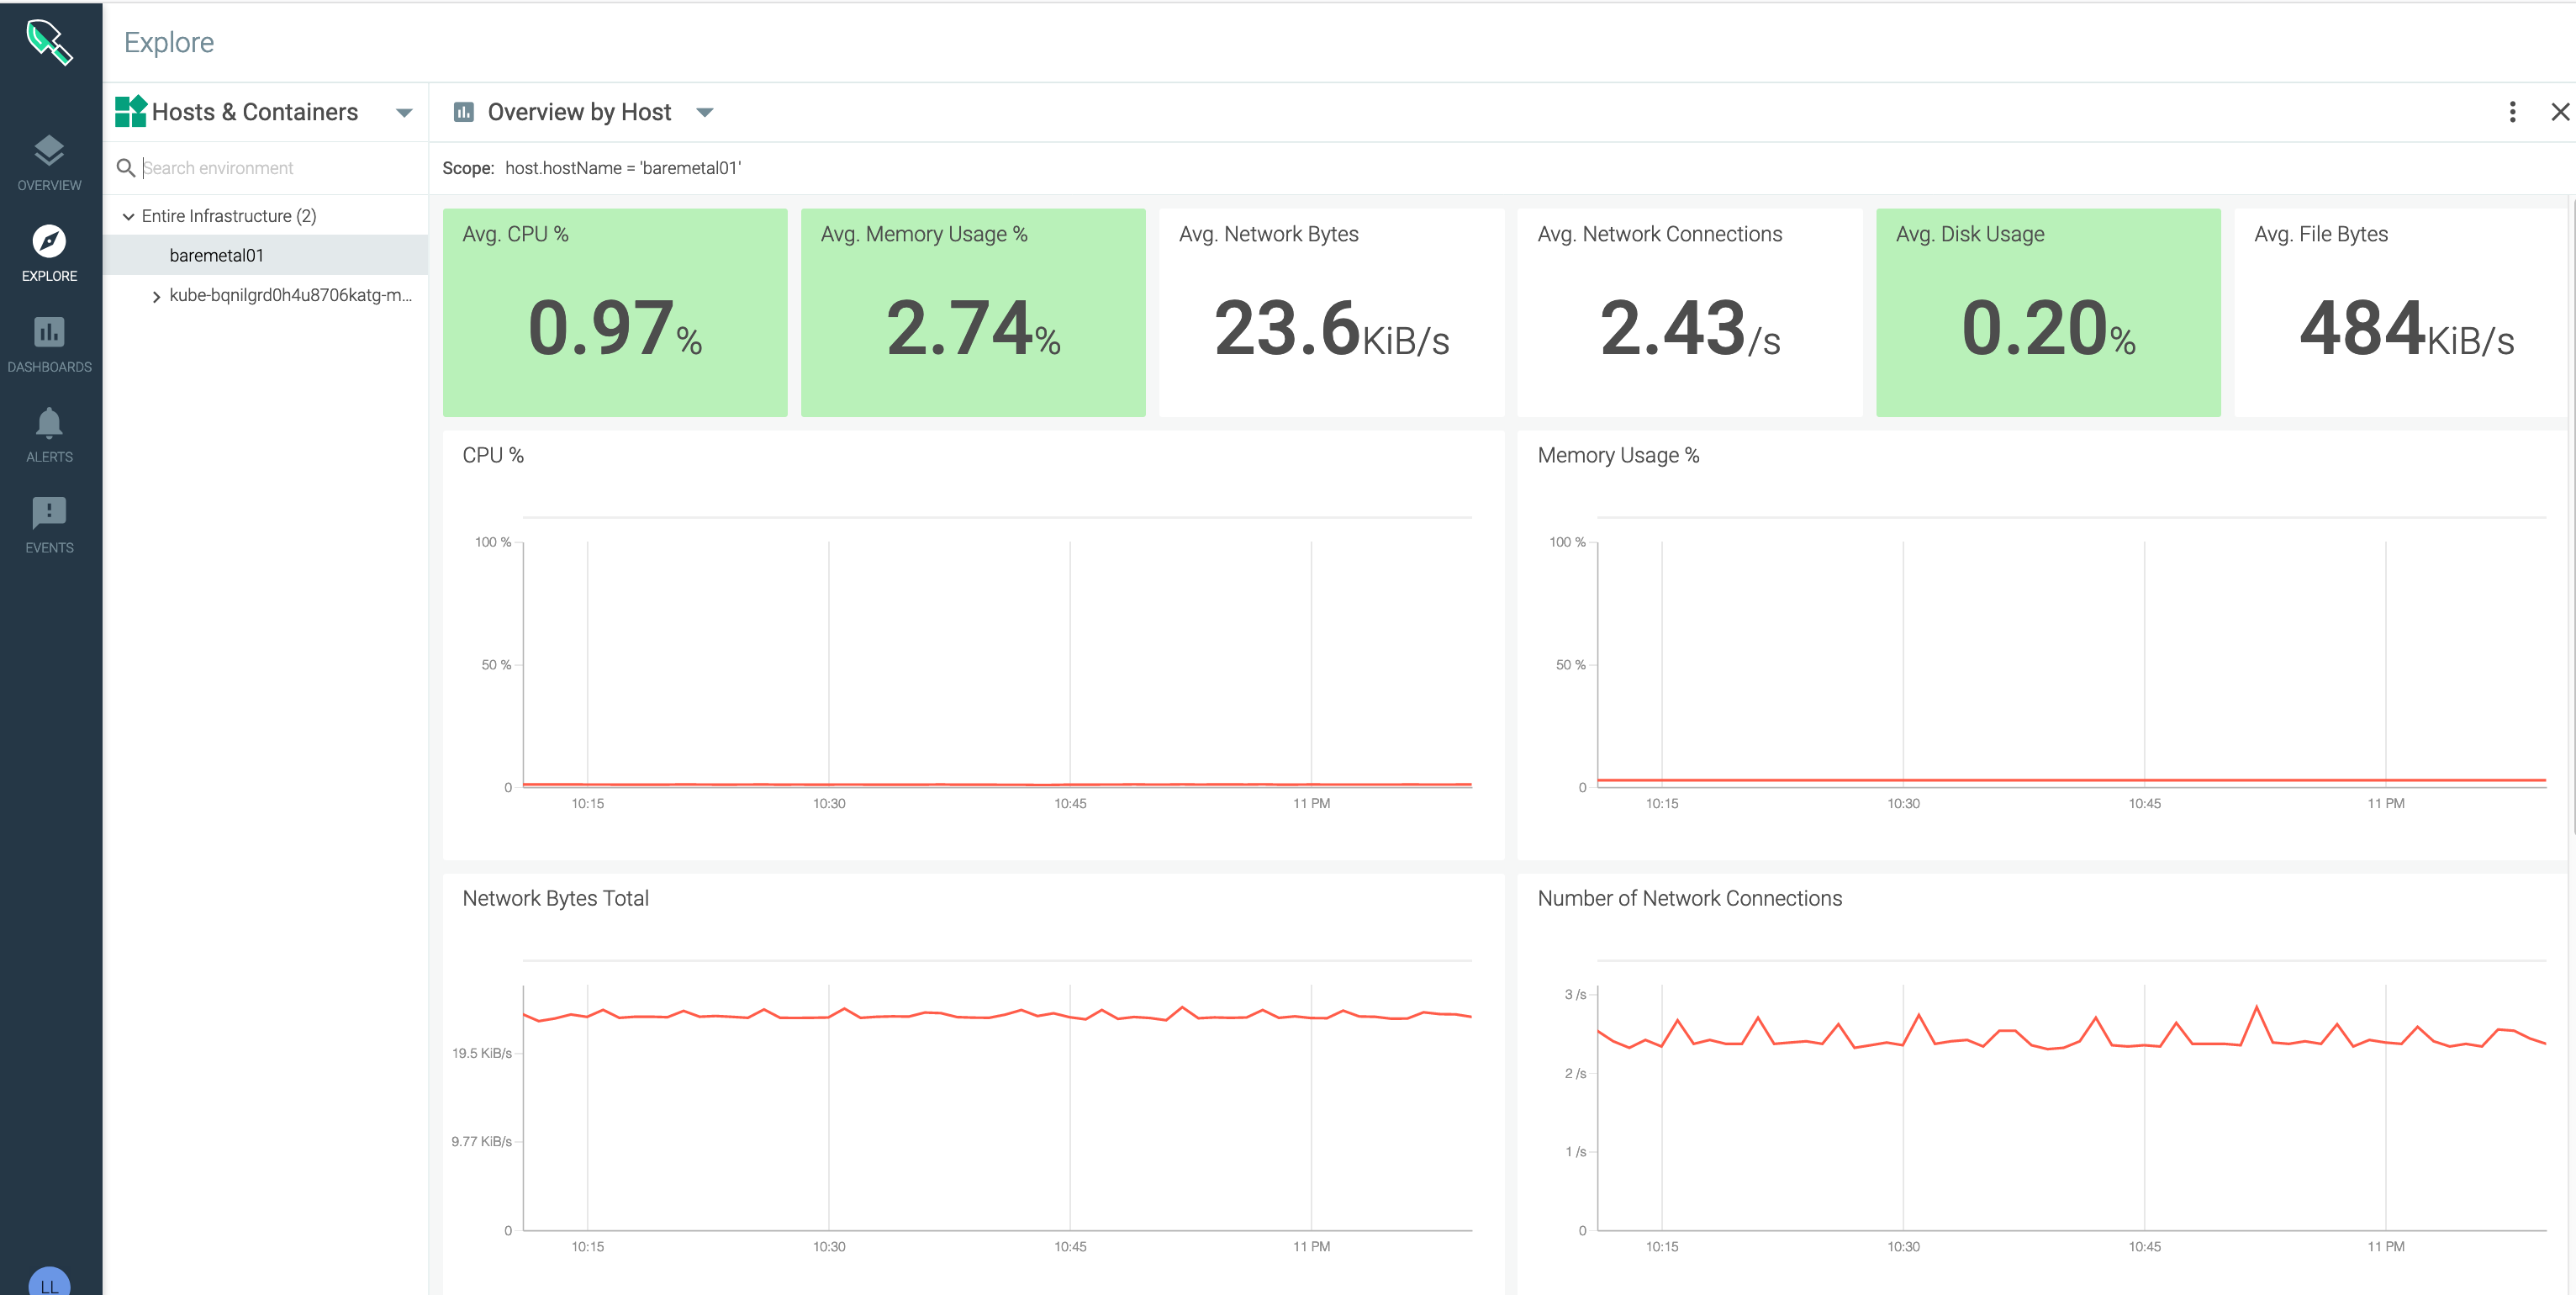 Explore
OVERVIEW
EXPLORE
DASHBOARDS
ALERTS
EVENTS
LL
Hosts & Containers
Search environment
Entire Infrastructure (2)
baremetal01
kube-bqnilgrd0h4u8706katg-m...
Overview by Host
Scope: host.hostName = 'baremetal01'
Avg. CPU %
0.97%
Avg. Memory Usage %
2.74%
Avg. Network Bytes
23.6KiB/s
Avg. Network Connections
2.43/s
Avg. Disk Usage
0.20%
Avg. File Bytes
484KiB/s
CPU %
100 %
50 %
0
10:15 10:30 10:45 11 PM
Memory Usage %
100 %
50 %
0
10:15 10:30 10:45 11 PM
Network Bytes Total
19.5 KiB/s
9.77 KiB/s
0
10:15 10:30 10:45 11 PM
Number of Network Connections
3 /s
2 /s
1 /s
0
10:15 10:30 10:45 11 PM